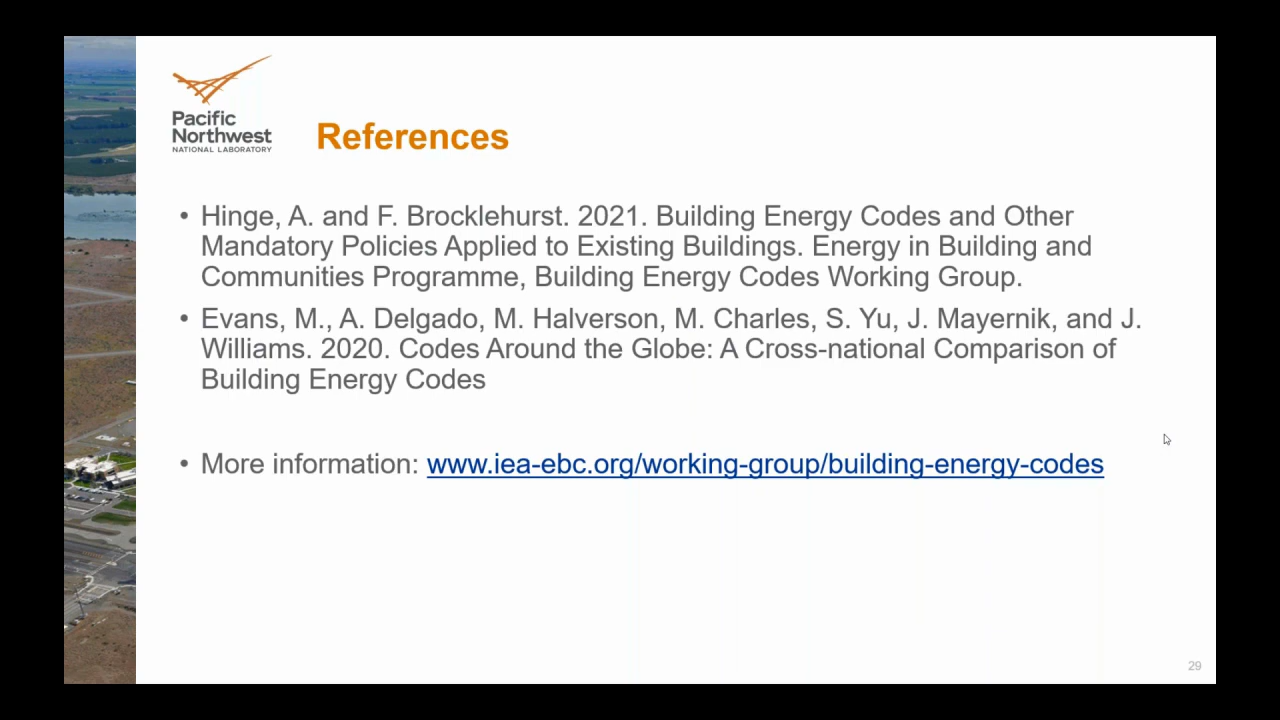 Pacific
Northwest
NATIONAL LABORATORY
References
• Hinge, A. and F. Brocklehurst. 2021. Building Energy Codes and Other
Mandatory Policies Applied to Existing Buildings. Energy in Building and
Communities Programme, Building Energy Codes Working Group.
• Evans, M., A. Delgado, M. Halverson, M. Charles, S. Yu, J. Mayernik, and J.
Williams. 2020. Codes Around the Globe: A Cross-national Comparison of
Building Energy Codes
• More information: www.iea-ebc.org/working-group/building-energy-codes
29